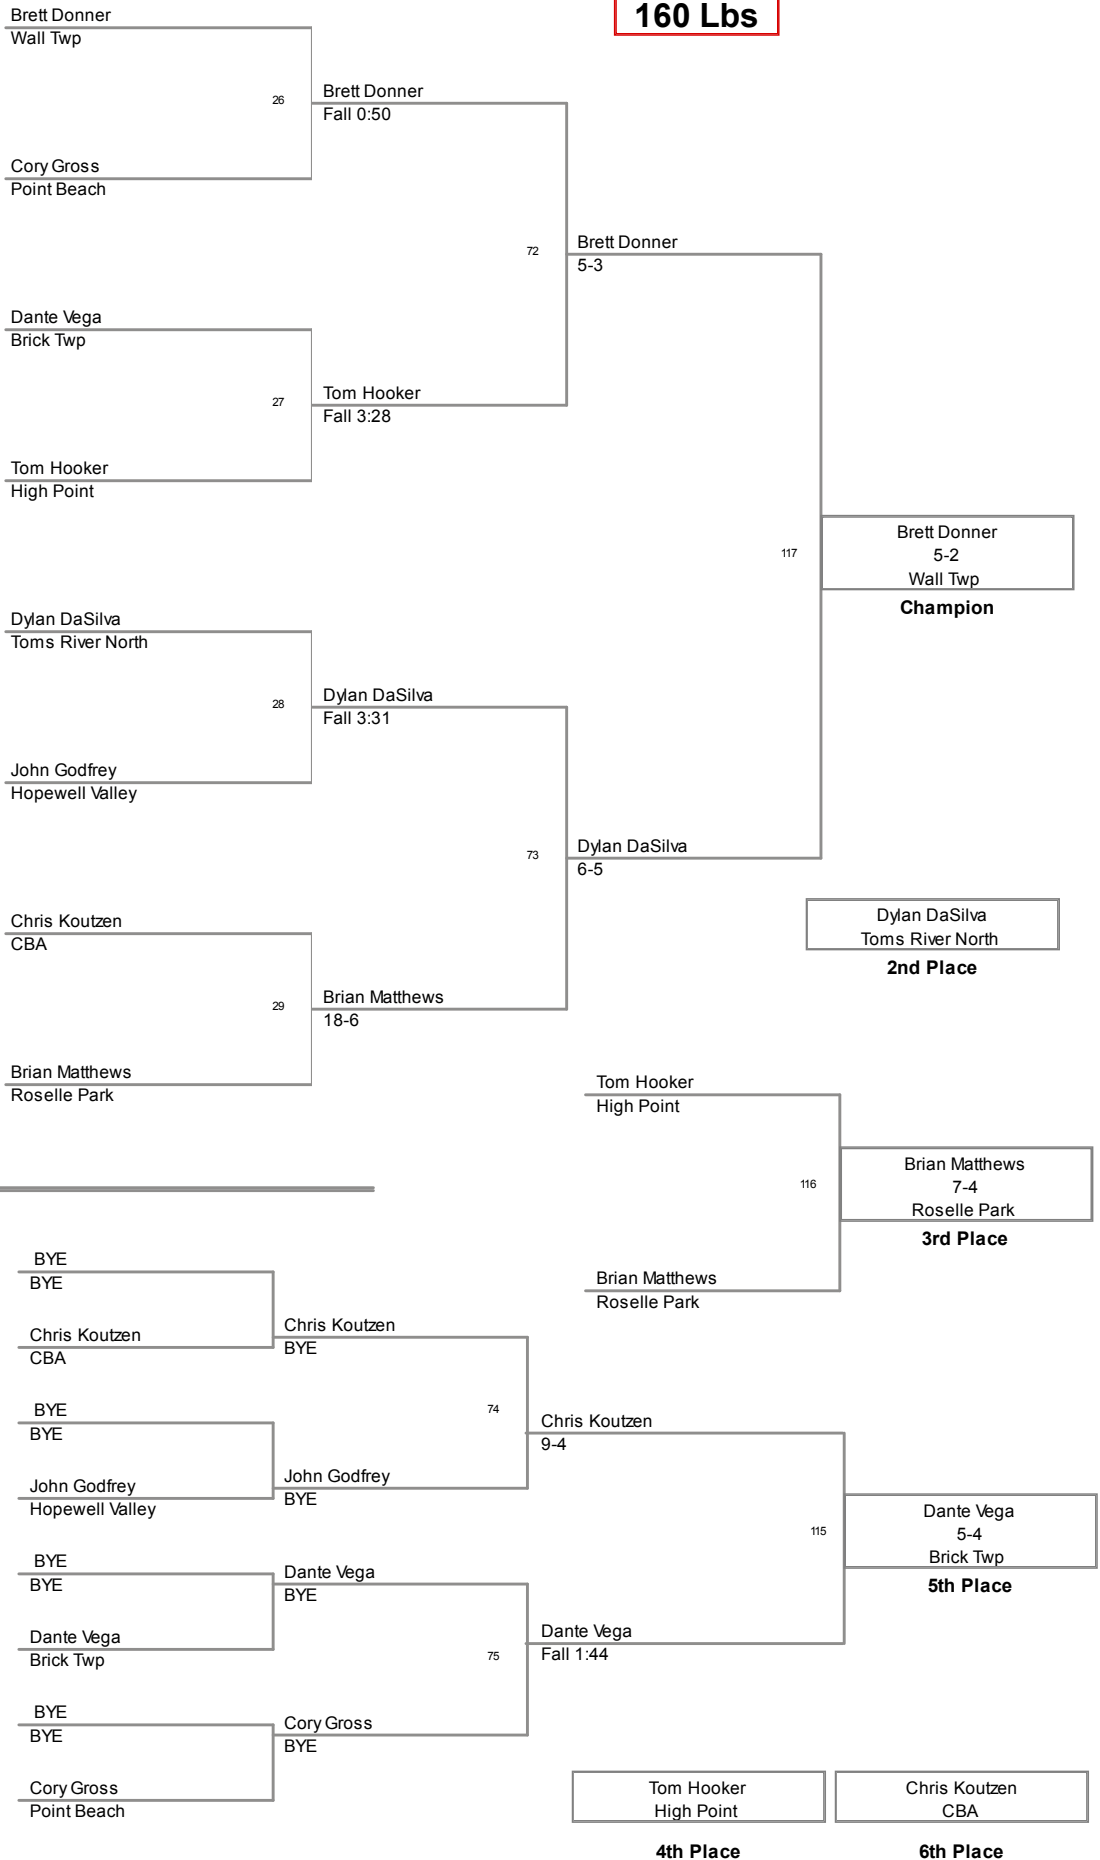 160 Lbs
Brett Donner
Wall Twp
26
Brett Donner
Fall 0:50
Cory Gross
Point Beach
72
Brett Donner
5-3
Dante Vega
Brick Twp
27
Tom Hooker
Fall 3:28
Tom Hooker
High Point
117
Brett Donner
5-2
Wall Twp
Champion
Dylan DaSilva
Toms River North
28
Dylan DaSilva
Fall 3:31
John Godfrey
Hopewell Valley
73
Dylan DaSilva
6-5
Chris Koutzen
CBA
29
Brian Matthews
18-6
Brian Matthews
Roselle Park
Dylan DaSilva
Toms River North
2nd Place
Tom Hooker
High Point
116
Brian Matthews
7-4
Roselle Park
3rd Place
Brian Matthews
Roselle Park
BYE
BYE
Chris Koutzen
CBA
Chris Koutzen
BYE
BYE
BYE
74
Chris Koutzen
9-4
John Godfrey
Hopewell Valley
John Godfrey
BYE
115
Dante Vega
5-4
Brick Twp
5th Place
BYE
BYE
Dante Vega
BYE
Dante Vega
Brick Twp
75
Dante Vega
Fall 1:44
BYE
BYE
Cory Gross
BYE
Cory Gross
Point Beach
Tom Hooker
High Point
4th Place
Chris Koutzen
CBA
6th Place